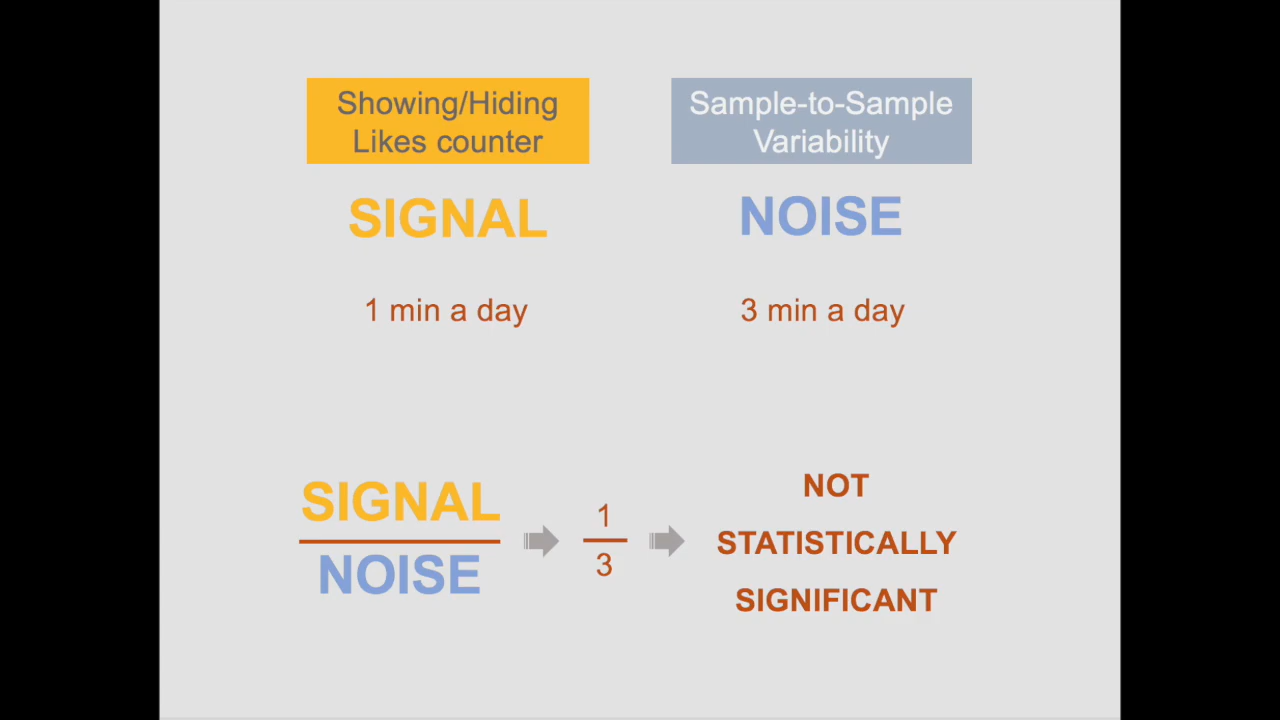 Showing/Hiding
Likes counter
SIGNAL
1 min a day
Sample-to-Sample
Variability
NOISE
3 min a day
SIGNAL
NOISE
1
3
NOT
STATISTICALLY
SIGNIFICANT